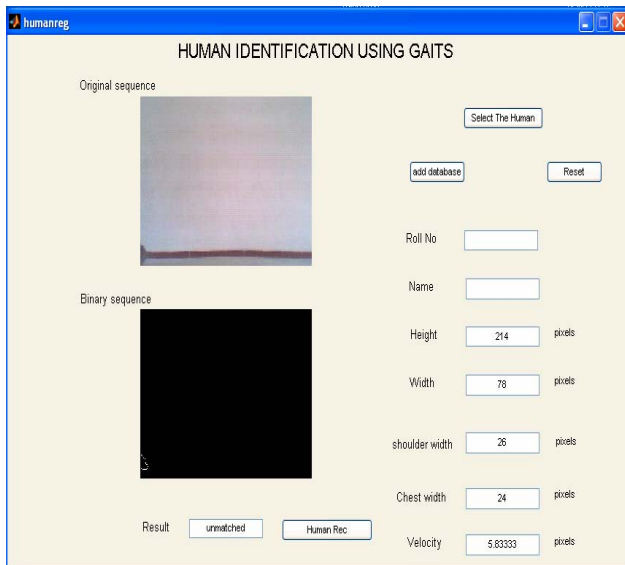 humanreg
HUMAN IDENTIFICATION USING GAITS
Original sequence
Select The Human
add database
Reset
Roll No
Name
Binary sequence
Height 214 pixels
Width 78 pixels
shoulder width 26 pixels
Chest width 24 pixels
Result unmatched Human Rec
Velocity 5.83333 pixels